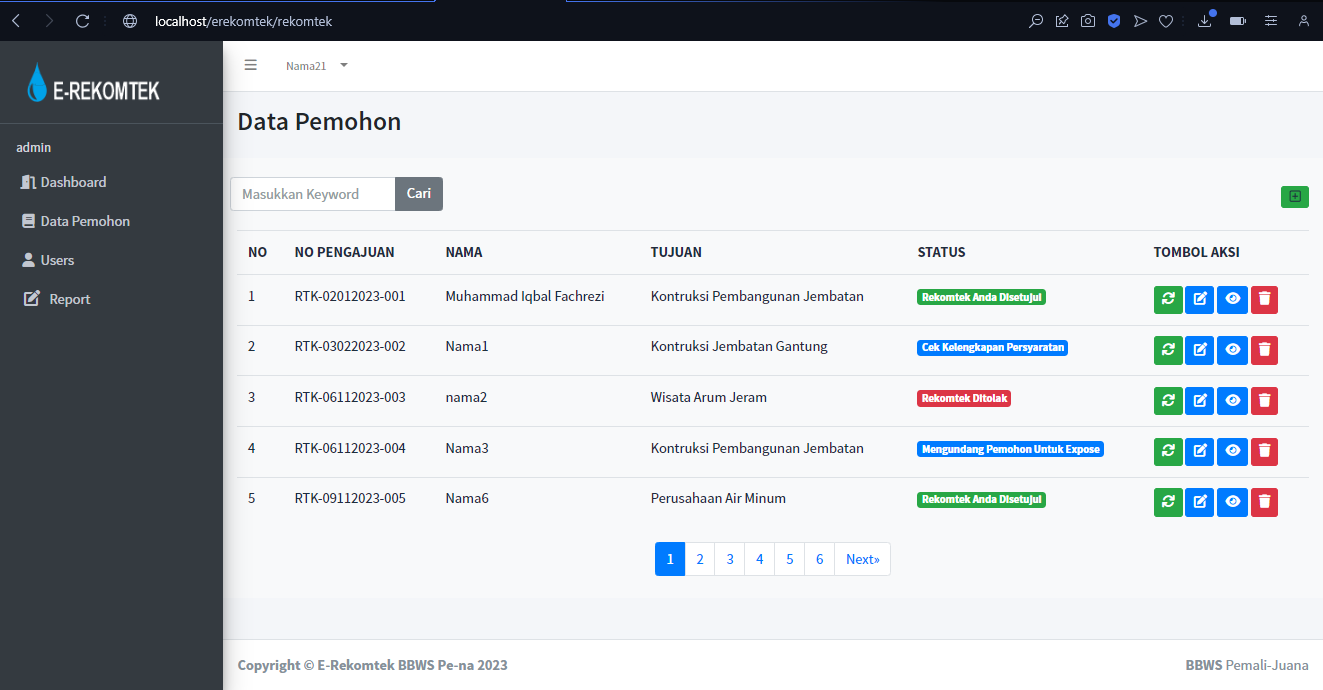 localhost/erekomtek/rekomtek
E-REKOMTEK
Nama21
admin
Dashboard
Data Pemohon
Users
Report
Data Pemohon
Masukkan Keyword Cari
NO NO PENGAJUAN NAMA TUJUAN STATUS TOMBOL AKSI
1 RTK-02012023-001 Muhammad Iqbal Fachrezi Kontruksi Pembangunan Jembatan Rekomtek Anda Disetujui
2 RTK-03022023-002 Nama1 Kontruksi Jembatan Gantung Cek Kelengkapan Persyaratan
3 RTK-06112023-003 nama2 Wisata Arum Jeram Rekomtek Ditolak
4 RTK-06112023-004 Nama3 Kontruksi Pembangunan Jembatan Mengundang Pemohon Untuk Expose
5 RTK-09112023-005 Nama6 Perusahaan Air Minum Rekomtek Anda Disetujui
1 2 3 4 5 6 Next»
Copyright © E-Rekomtek BBWS Pe-na 2023 BBWS Pemali-Juana